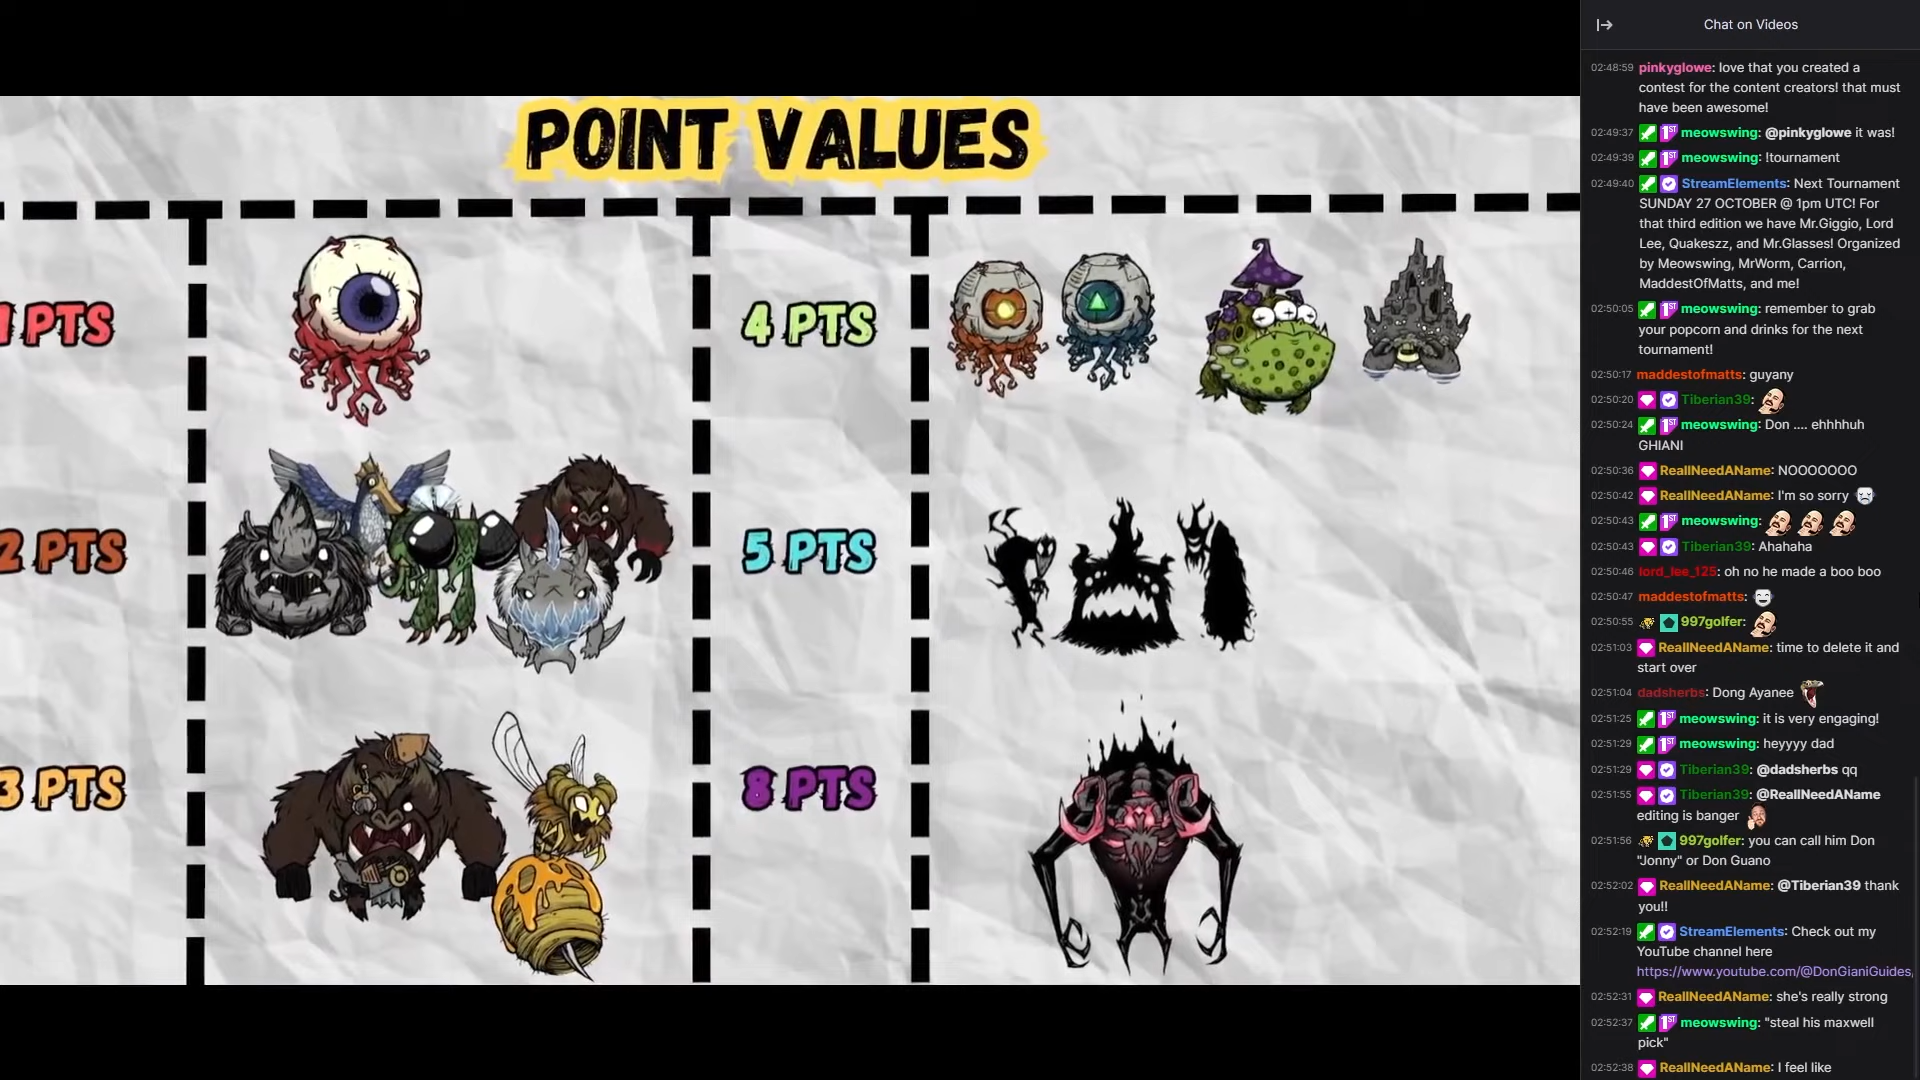 POINT VALUES
1 PTS
4 PTS
2 PTS
5 PTS
3 PTS
8 PTS
Chat on Videos
02:48:59 pinkyglowe: love that you created a
contest for the content creators! that must
have been awesome!
02:49:37 1ST meowswing: @pinkyglowe it was!
02:49:39 1ST meowswing: !tournament
02:49:40 StreamElements: Next Tournament
SUNDAY 27 OCTOBER @ 1pm UTC! For
that third edition we have Mr.Giggio, Lord
Lee, Quakeszz, and Mr.Glasses! Organized
by Meowswing, MrWorm, Carrion,
MaddestOfMatts, and me!
02:50:05 1ST meowswing: remember to grab
your popcorn and drinks for the next
tournament!
02:50:17 maddestofmatts: guyany
02:50:20 Tiberian39:
02:50:24 1ST meowswing: Don .... ehhhhuh
GHIANI
02:50:36 ReallNeedAName: NOOOOOOO
02:50:42 ReallNeedAName: I'm so sorry
02:50:43 1ST meowswing:
02:50:43 Tiberian39: Ahahaha
02:50:46 lord_lee_125: oh no he made a boo boo
02:50:47 maddestofmatts:
02:50:55 997golfer:
02:51:03 ReallNeedAName: time to delete it and
start over
02:51:04 dadsherbs: Dong Ayanee
02:51:25 1ST meowswing: it is very engaging!
02:51:29 1ST meowswing: heyyyy dad
02:51:29 Tiberian39: @dadsherbs qq
02:51:55 Tiberian39: @ReallNeedAName
editing is banger
02:51:56 997golfer: you can call him Don
"Jonny" or Don Guano
02:52:02 ReallNeedAName: @Tiberian39 thank
you!!
02:52:19 StreamElements: Check out my
YouTube channel here
https://www.youtube.com/@DonGianiGuides,
02:52:31 ReallNeedAName: she's really strong
02:52:37 1ST meowswing: "steal his maxwell
pick"
02:52:38 ReallNeedAName: I feel like